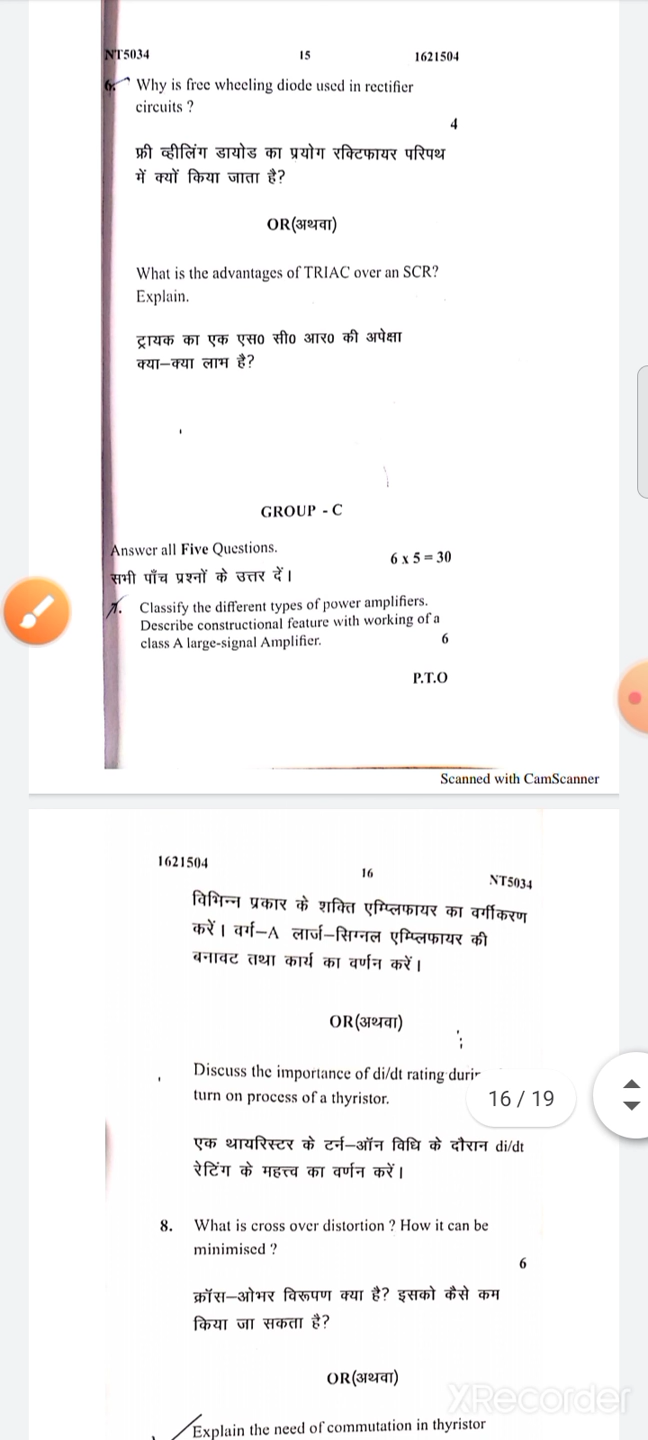 NT5034 15 1621504
6. Why is free wheeling diode used in rectifier
circuits ?
4
फ्री व्हीलिंग डायोड का प्रयोग रक्टिफायर परिपथ
में क्यों किया जाता है?
OR(अथवा)
What is the advantages of TRIAC over an SCR?
Explain.
ट्रायक का एक एस० सी० आर० की अपेक्षा
क्या-क्या लाभ है?
GROUP - C
Answer all Five Questions.
6 x 5 = 30
सभी पाँच प्रश्नों के उत्तर दें।
7. Classify the different types of power amplifiers.
Describe constructional feature with working of a
class A large-signal Amplifier. 6
P.T.O
Scanned with CamScanner
1621504 16 NT5034
विभिन्न प्रकार के शक्ति एम्प्लिफायर का वर्गीकरण
करें। वर्ग-A लार्ज-सिग्नल एम्प्लिफायर की
बनावट तथा कार्य का वर्णन करें।
OR(अथवा)
Discuss the importance of di/dt rating
turn on process of a thyristor.
16 / 19
एक थायरिस्टर के टर्न-ऑन विधि के दौरान di/dt
रेटिंग के महत्त्व का वर्णन करें।
8. What is cross over distortion ? How it can be
minimised ?
6
क्रॉस-ओभर विरूपण क्या है? इसको कैसे कम
किया जा सकता है?
OR(अथवा)
XRecorder
Explain the need of commutation in thyristor